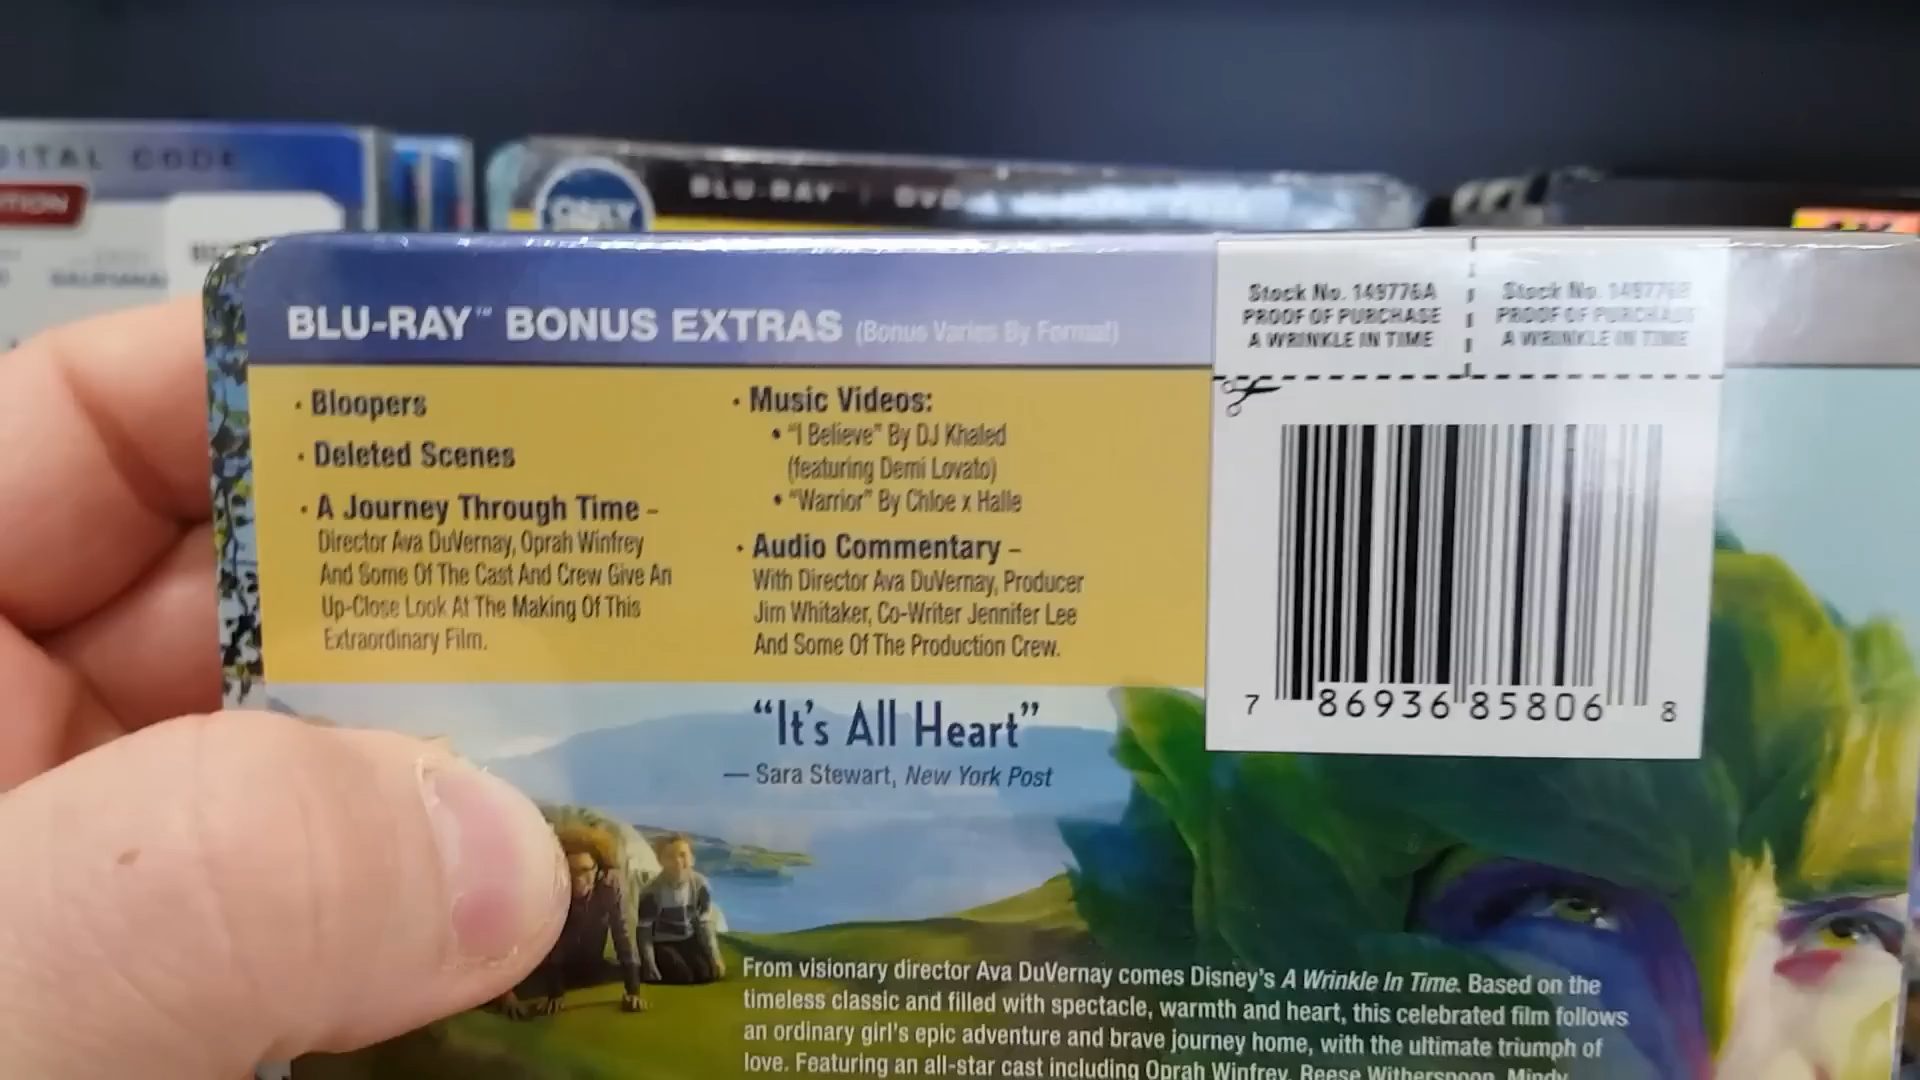 DIGITAL CODE
ONLY
BLU-RAY
BLU-RAY™ BONUS EXTRAS (Bonus Varies By Format)
· Bloopers
· Deleted Scenes
· A Journey Through Time –
Director Ava DuVernay, Oprah Winfrey
And Some Of The Cast And Crew Give An
Up-Close Look At The Making Of This
Extraordinary Film.
· Music Videos:
• "I Believe" By DJ Khaled
(featuring Demi Lovato)
• "Warrior" By Chloe x Halle
· Audio Commentary –
With Director Ava DuVernay, Producer
Jim Whitaker, Co-Writer Jennifer Lee
And Some Of The Production Crew.
Stock No. 149776A
PROOF OF PURCHASE
A WRINKLE IN TIME
Stock No. 149776B
PROOF OF PURCHASE
A WRINKLE IN TIME
7 86936 85806 8
"It's All Heart"
— Sara Stewart, New York Post
From visionary director Ava DuVernay comes Disney's A Wrinkle In Time. Based on the
timeless classic and filled with spectacle, warmth and heart, this celebrated film follows
an ordinary girl's epic adventure and brave journey home, with the ultimate triumph of
love. Featuring an all-star cast including Oprah Winfrey, Reese Witherspoon, Mindy